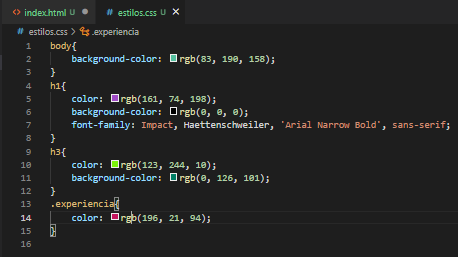 index.html U
estilos.css U
estilos.css > .experiencia
1 body{
2 background-color: rgb(83, 190, 158);
3 }
4 h1{
5 color: rgb(161, 74, 198);
6 background-color: rgb(0, 0, 0);
7 font-family: Impact, Haettenschweiler, 'Arial Narrow Bold', sans-serif;
8 }
9 h3{
10 color: rgb(123, 244, 10);
11 background-color: rgb(0, 126, 101);
12 }
13 .experiencia{
14 color: rgb(196, 21, 94);
15 }
16